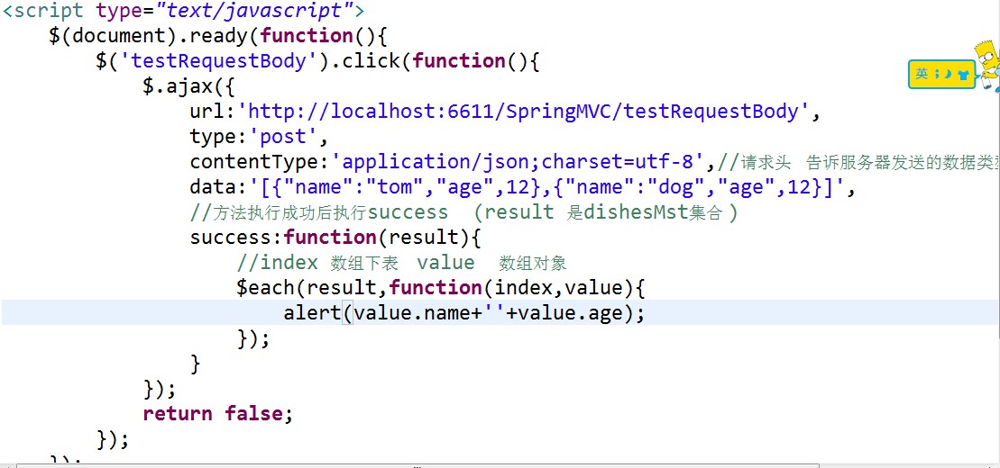 <script type="text/javascript">
    $(document).ready(function(){
        $('testRequestBody').click(function(){
            $.ajax({
                url:'http://localhost:6611/SpringMVC/testRequestBody',
                type:'post',
                contentType:'application/json;charset=utf-8',//请求头 告诉服务器发送的数据类型
                data:'[{"name":"tom","age",12},{"name":"dog","age",12}]',
                //方法执行成功后执行success (result 是dishesMst集合)
                success:function(result){
                    //index 数组下表 value  数组对象
                    $each(result,function(index,value){
                        alert(value.name+''+value.age);
                    });
                }
            });
            return false;
        });
    });
英